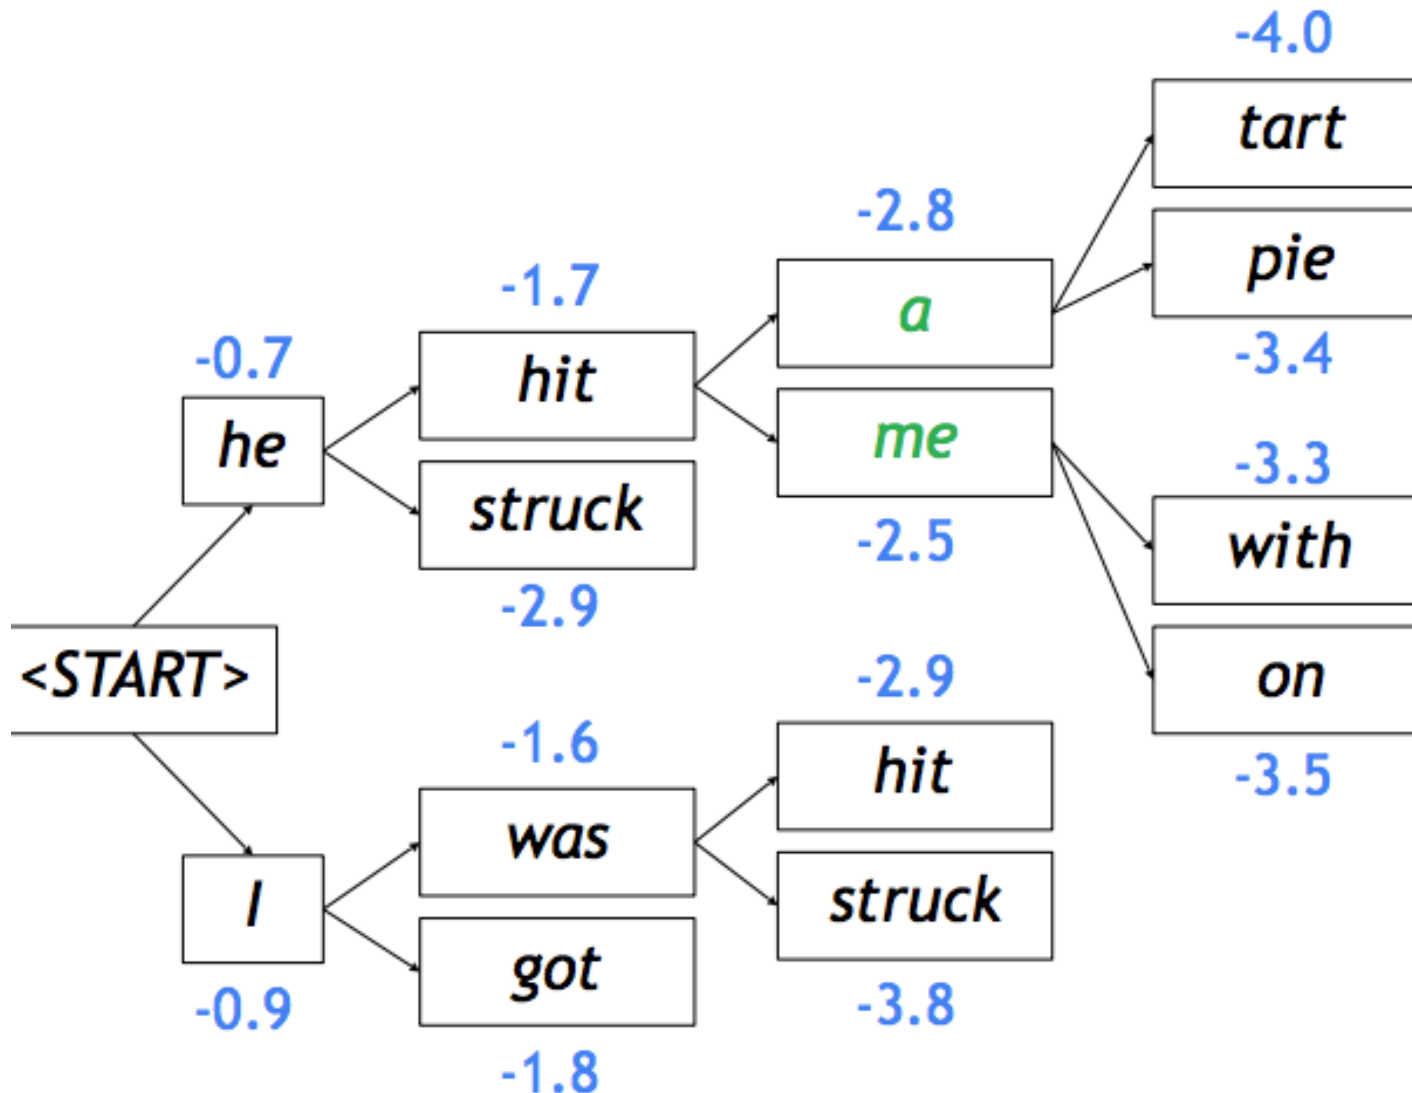 -4.0
tart
-2.8
pie
-1.7
a
-3.4
-0.7
hit
me
-3.3
he
struck
-2.5
with
-2.9
<START>
-2.9
on
-1.6
hit
-3.5
was
I
struck
got
-0.9
-3.8
-1.8